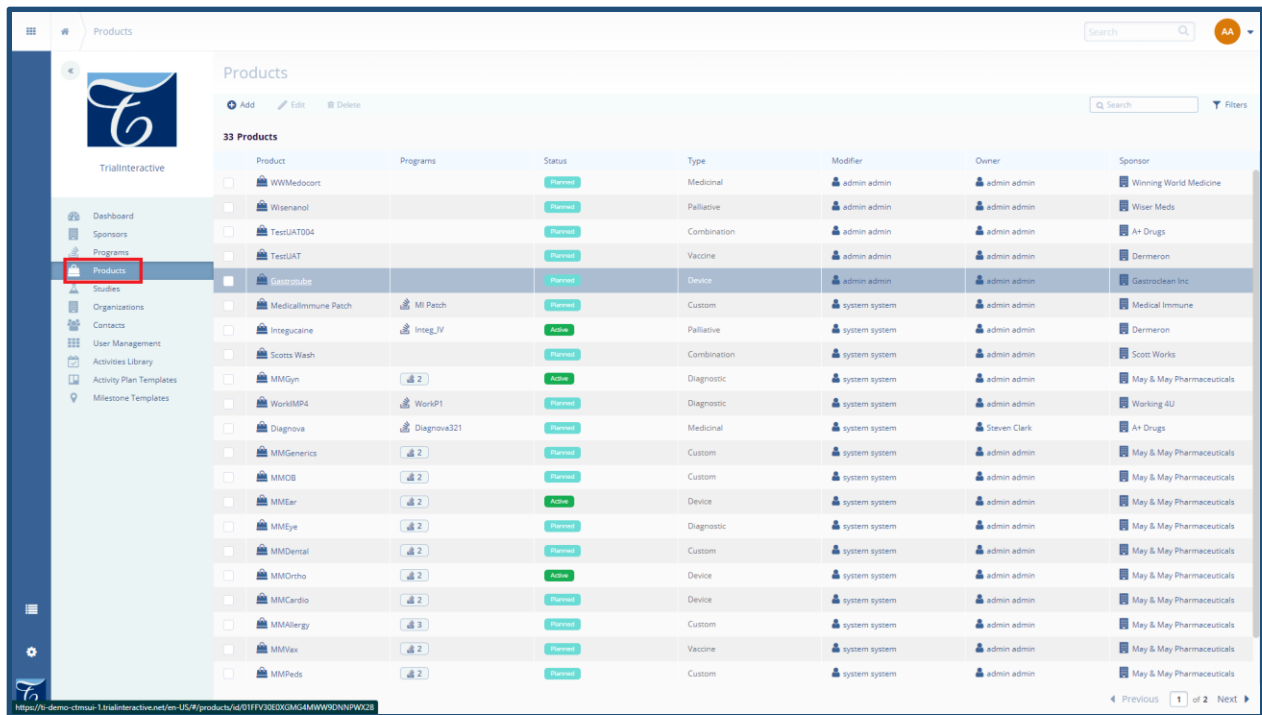 Products Search AA
TrialInteractive
Dashboard
Sponsors
Programs
Products
Studies
Organizations
Contacts
User Management
Activities Library
Activity Plan Templates
Milestone Templates
Products
Add Edit Delete Search Filters
33 Products
Product Programs Status Type Modifier Owner Sponsor
WWMedocort Planned Medicinal admin admin admin admin Winning World Medicine
Wisenanol Planned Palliative admin admin admin admin Wiser Meds
TestUAT004 Planned Combination admin admin admin admin A+ Drugs
TestUAT Planned Vaccine admin admin admin admin Dermeron
Gastrotube Planned Device admin admin admin admin Gastroclean Inc
MedicalImmune Patch MI Patch Planned Custom system system admin admin Medical Immune
Integucaine Integ_IV Active Palliative system system admin admin Dermeron
Scotts Wash Planned Combination system system admin admin Scott Works
MMGyn 2 Active Diagnostic system system admin admin May & May Pharmaceuticals
WorkIMP4 WorkP1 Planned Diagnostic system system admin admin Working 4U
Diagnova Diagnova321 Planned Medicinal system system Steven Clark A+ Drugs
MMGenerics 2 Planned Custom system system admin admin May & May Pharmaceuticals
MMOB 2 Planned Custom system system admin admin May & May Pharmaceuticals
MMEar 2 Active Device system system admin admin May & May Pharmaceuticals
MMEye 2 Planned Diagnostic system system admin admin May & May Pharmaceuticals
MMDental 2 Planned Custom system system admin admin May & May Pharmaceuticals
MMOrtho 2 Active Device system system admin admin May & May Pharmaceuticals
MMCardio 2 Planned Device system system admin admin May & May Pharmaceuticals
MMAllergy 3 Planned Custom system system admin admin May & May Pharmaceuticals
MMVax 2 Planned Vaccine system system admin admin May & May Pharmaceuticals
MMPeds 2 Planned Custom system system admin admin May & May Pharmaceuticals
Previous 1 of 2 Next
https://ti-demo-ctmsui-1.trialinteractive.net/en-US/#/products/id/01FFV30E0XGMG4MWW9DNNPWX28